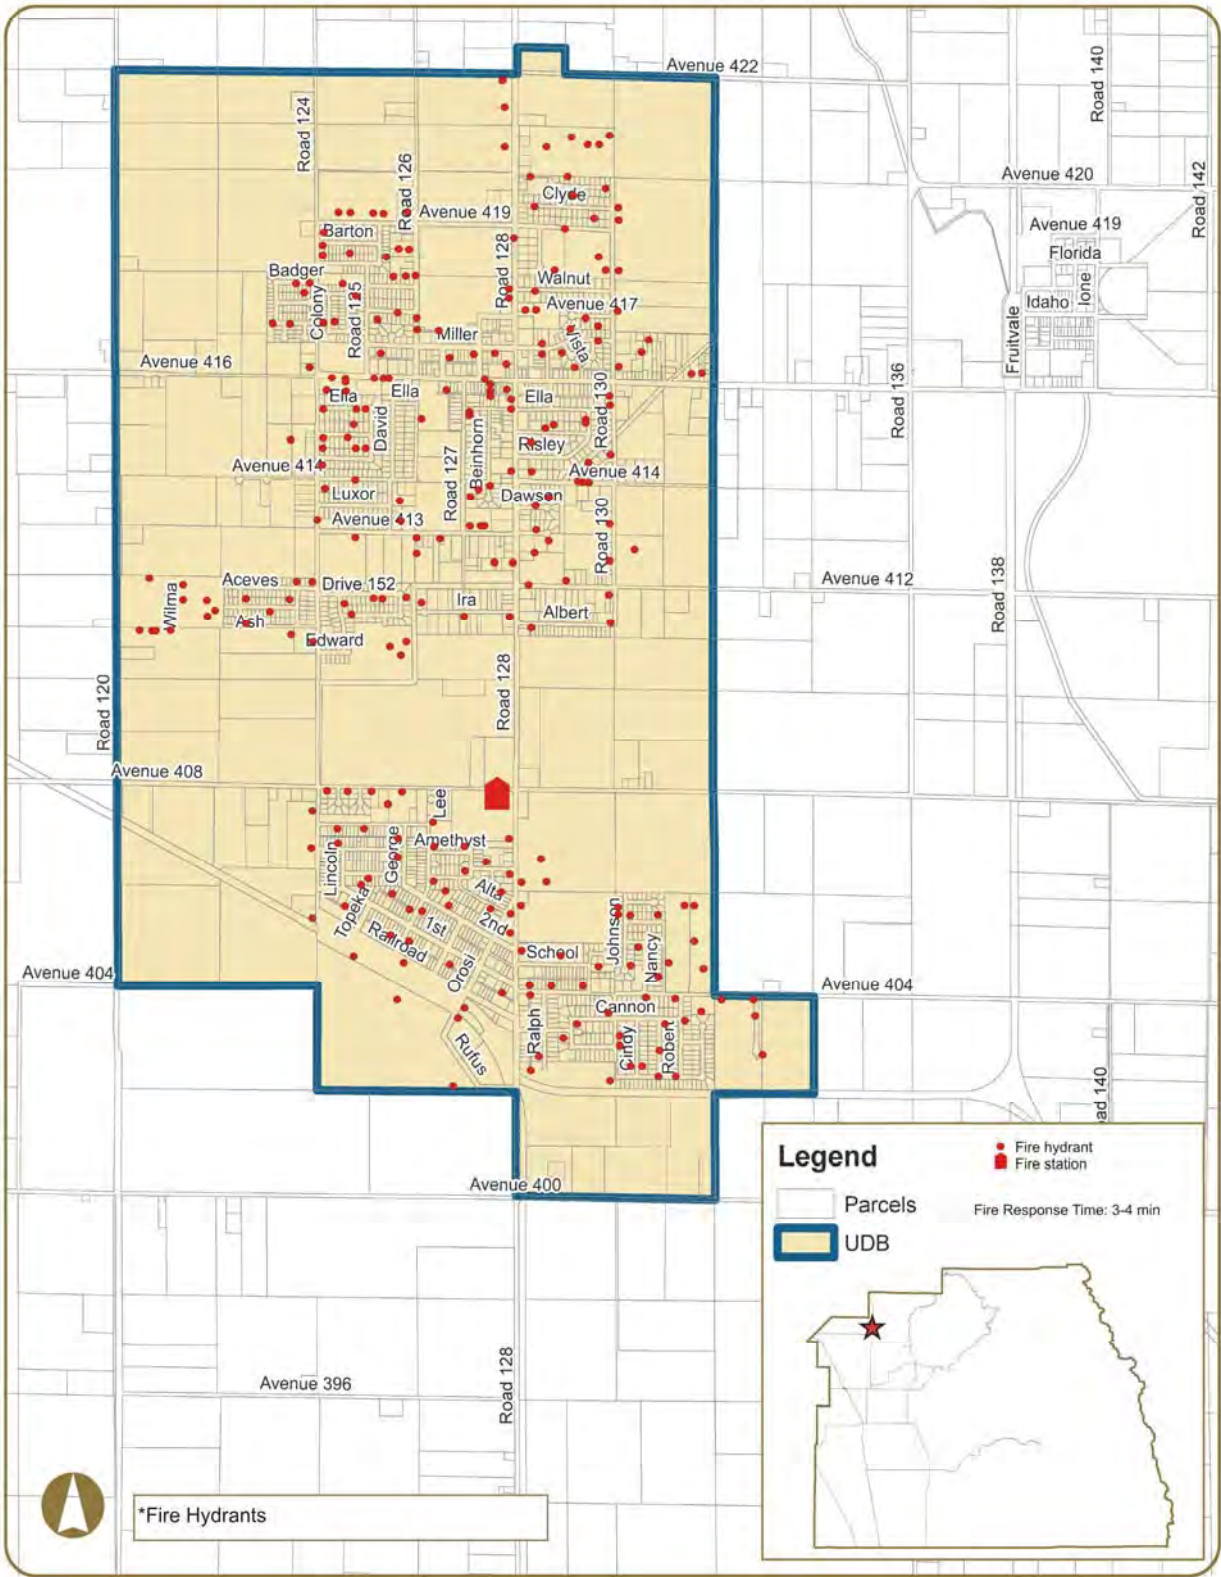 Avenue 422
Road 140
Road 124
Road 126
Avenue 420
Road 142
Clyde
Avenue 419
Avenue 419
Barton
Florida
Road 128
Badger
Walnut
Ione
Colony
Road 125
Avenue 417
Idaho
Miller
Vista
Fruitvale
Avenue 416
Ella
Ella
Ella
Road 130
Road 136
David
Beinhorn
Risley
Avenue 414
Road 127
Avenue 414
Luxor
Dawson
Avenue 413
Road 130
Aceves
Drive 152
Avenue 412
Wilma
Ira
Albert
Road 138
Ash
Edward
Road 128
Road 120
Avenue 408
Lee
Amethyst
George
Lincoln
Alta
Topeka
1st
2nd
Johnson
Railroad
School
Nancy
Orosi
Avenue 404
Avenue 404
Cannon
Ralph
Cindy
Robert
Rufus
ad 140
Avenue 400
Legend
Fire hydrant
Fire station
Parcels
Fire Response Time: 3-4 min
UDB
Road 128
Avenue 396
*Fire Hydrants